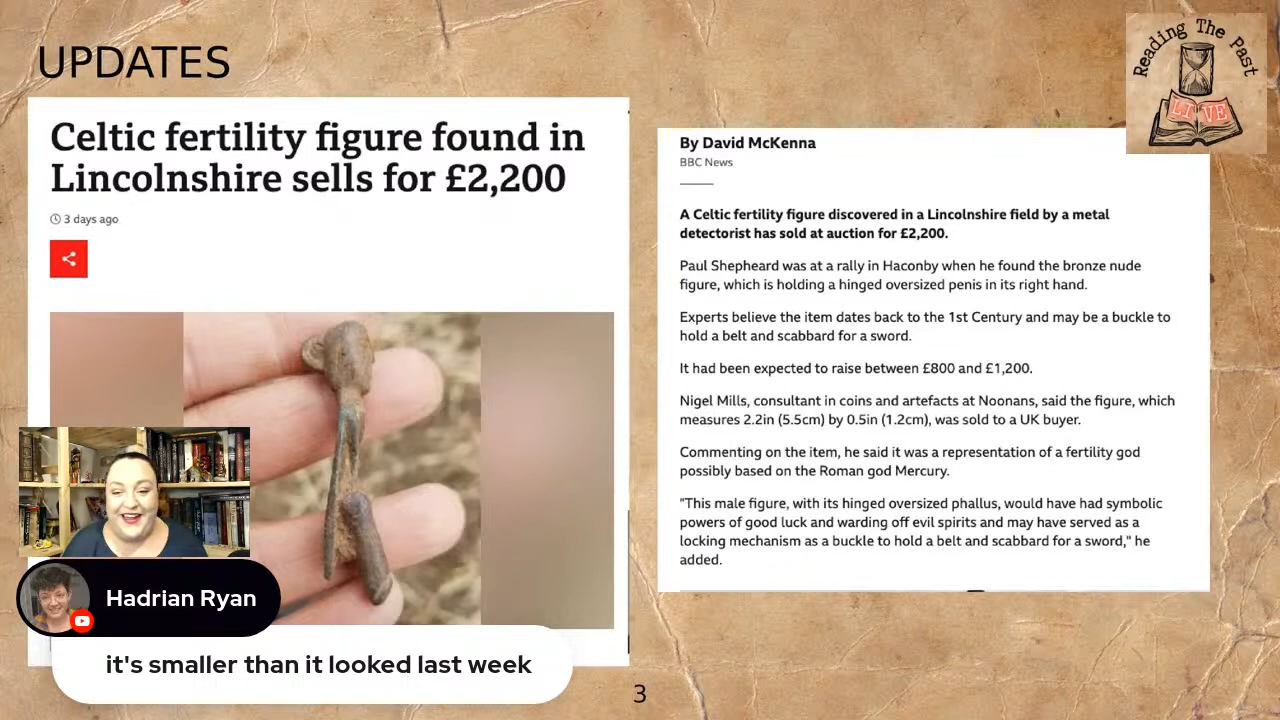 UPDATES
Reading The Past
LIVE
Celtic fertility figure found in
Lincolnshire sells for £2,200
3 days ago
By David McKenna
BBC News
A Celtic fertility figure discovered in a Lincolnshire field by a metal
detectorist has sold at auction for £2,200.
Paul Shepheard was at a rally in Haconby when he found the bronze nude
figure, which is holding a hinged oversized penis in its right hand.
Experts believe the item dates back to the 1st Century and may be a buckle to
hold a belt and scabbard for a sword.
It had been expected to raise between £800 and £1,200.
Nigel Mills, consultant in coins and artefacts at Noonans, said the figure, which
measures 2.2in (5.5cm) by 0.5in (1.2cm), was sold to a UK buyer.
Commenting on the item, he said it was a representation of a fertility god
possibly based on the Roman god Mercury.
"This male figure, with its hinged oversized phallus, would have had symbolic
powers of good luck and warding off evil spirits and may have served as a
locking mechanism as a buckle to hold a belt and scabbard for a sword," he
added.
Hadrian Ryan
it's smaller than it looked last week
3